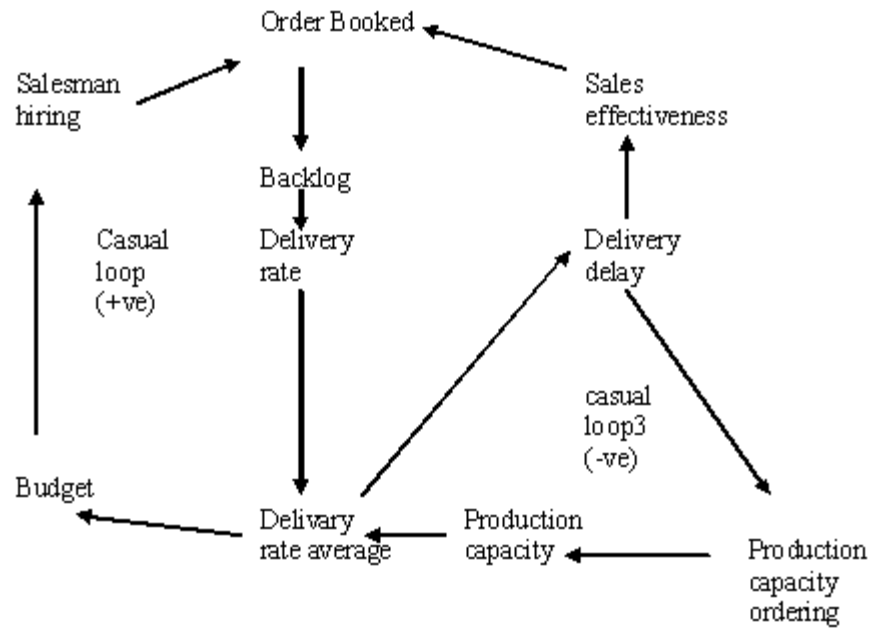 Order Booked
Salesman
hiring
Sales
effectiveness
Backlog
Casual
loop
(+ve)
Delivery
rate
Delivery
delay
casual
loop3
(-ve)
Budget
Delivary
rate average
Production
capacity
Production
capacity
ordering